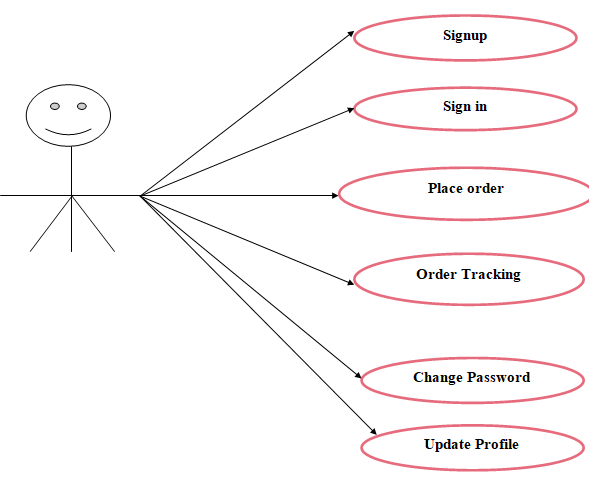 Signup
Sign in
Place order
Order Tracking
Change Password
Update Profile